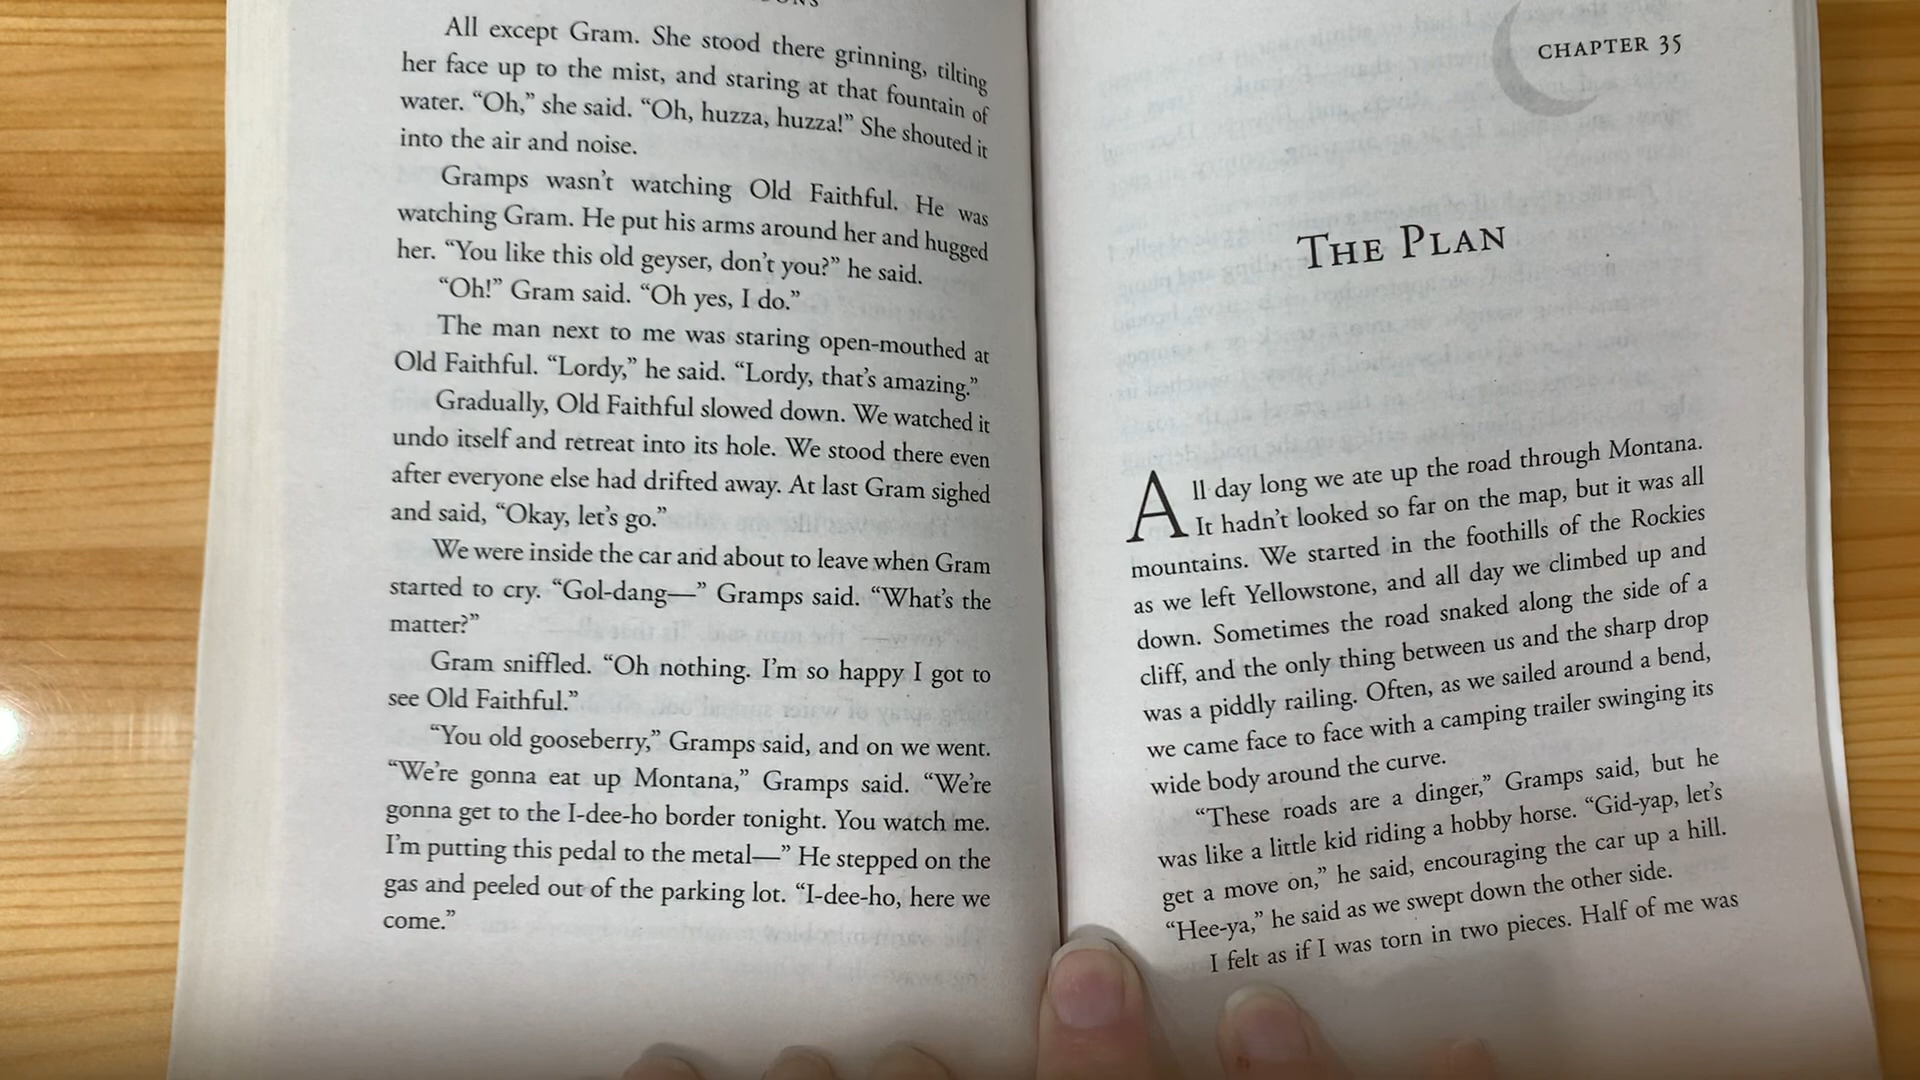 All except Gram. She stood there grinning, tilting
her face up to the mist, and staring at that fountain of
water. “Oh,” she said. “Oh, huzza, huzza!” She shouted it
into the air and noise.
Gramps wasn’t watching Old Faithful. He was
watching Gram. He put his arms around her and hugged
her. “You like this old geyser, don’t you?” he said.
“Oh!” Gram said. “Oh yes, I do.”
The man next to me was staring open-mouthed at
Old Faithful. “Lordy,” he said. “Lordy, that’s amazing.”
Gradually, Old Faithful slowed down. We watched it
undo itself and retreat into its hole. We stood there even
after everyone else had drifted away. At last Gram sighed
and said, “Okay, let’s go.”
We were inside the car and about to leave when Gram
started to cry. “Gol-dang—” Gramps said. “What’s the
matter?”
Gram sniffled. “Oh nothing. I’m so happy I got to
see Old Faithful.”
“You old gooseberry,” Gramps said, and on we went.
“We’re gonna eat up Montana,” Gramps said. “We’re
gonna get to the I-dee-ho border tonight. You watch me.
I’m putting this pedal to the metal—” He stepped on the
gas and peeled out of the parking lot. “I-dee-ho, here we
come.”
CHAPTER 35
THE PLAN
All day long we ate up the road through Montana.
It hadn’t looked so far on the map, but it was all
mountains. We started in the foothills of the Rockies
as we left Yellowstone, and all day we climbed up and
down. Sometimes the road snaked along the side of a
cliff, and the only thing between us and the sharp drop
was a piddly railing. Often, as we sailed around a bend,
we came face to face with a camping trailer swinging its
wide body around the curve.
“These roads are a dinger,” Gramps said, but he
was like a little kid riding a hobby horse. “Gid-yap, let’s
get a move on,” he said, encouraging the car up a hill.
“Hee-ya,” he said as we swept down the other side.
I felt as if I was torn in two pieces. Half of me was